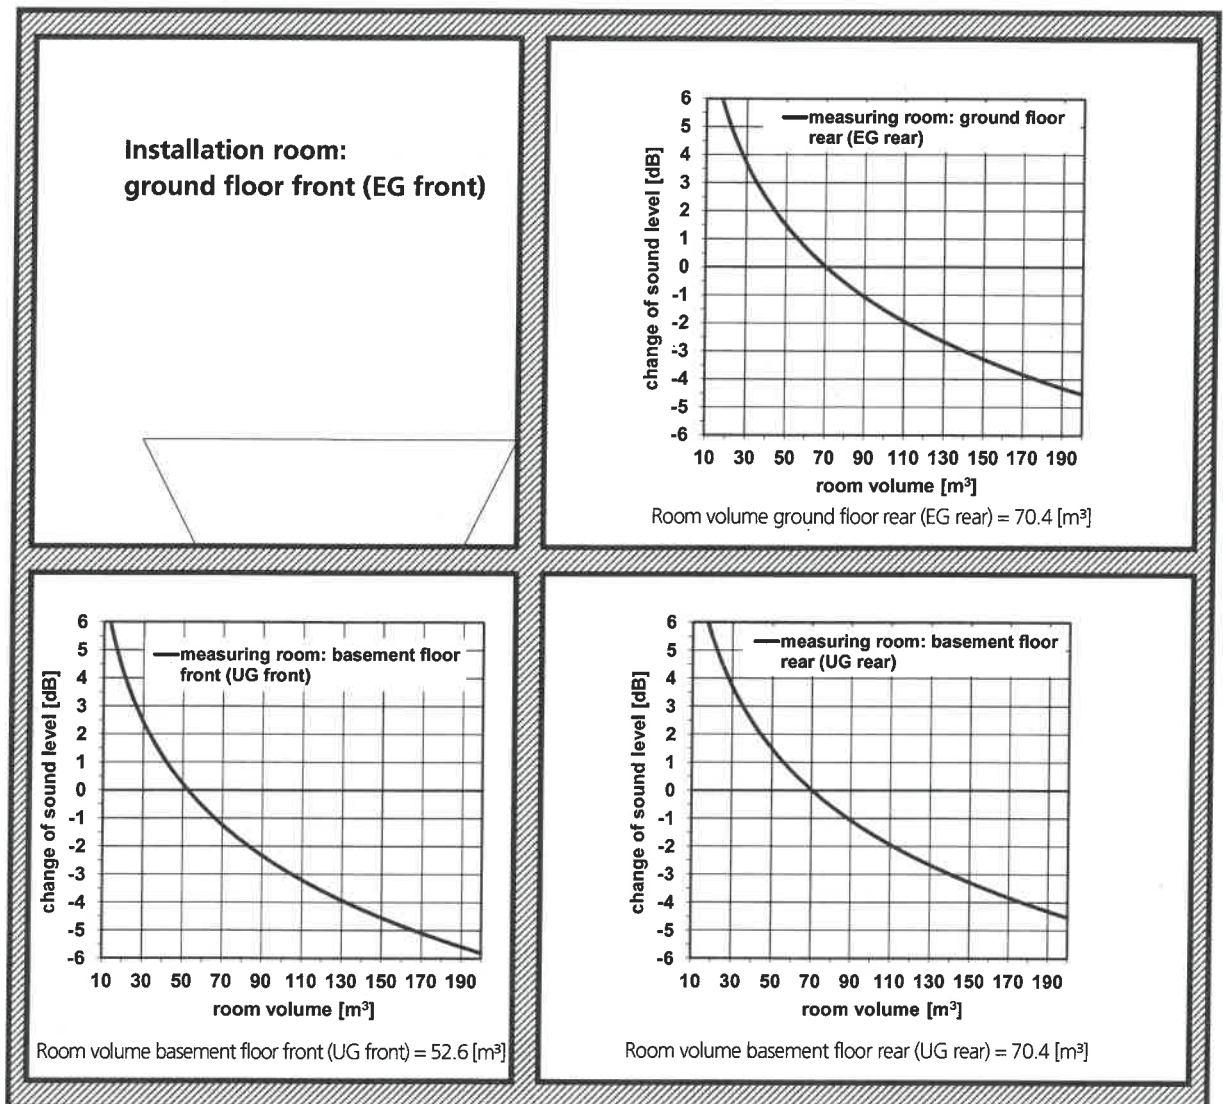 Installation room:
ground floor front (EG front)
6
5
4
3
2
1
0
-1
-2
-3
-4
-5
-6
change of sound level [dB]
measuring room: ground floor
rear (EG rear)
10 30 50 70 90 110 130 150 170 190
room volume [m³]
Room volume ground floor rear (EG rear) = 70.4 [m³]
6
5
4
3
2
1
0
-1
-2
-3
-4
-5
-6
change of sound level [dB]
measuring room: basement floor
front (UG front)
10 30 50 70 90 110 130 150 170 190
room volume [m³]
Room volume basement floor front (UG front) = 52.6 [m³]
6
5
4
3
2
1
0
-1
-2
-3
-4
-5
-6
change of sound level [dB]
measuring room: basement floor
rear (UG rear)
10 30 50 70 90 110 130 150 170 190
room volume [m³]
Room volume basement floor rear (UG rear) = 70.4 [m³]